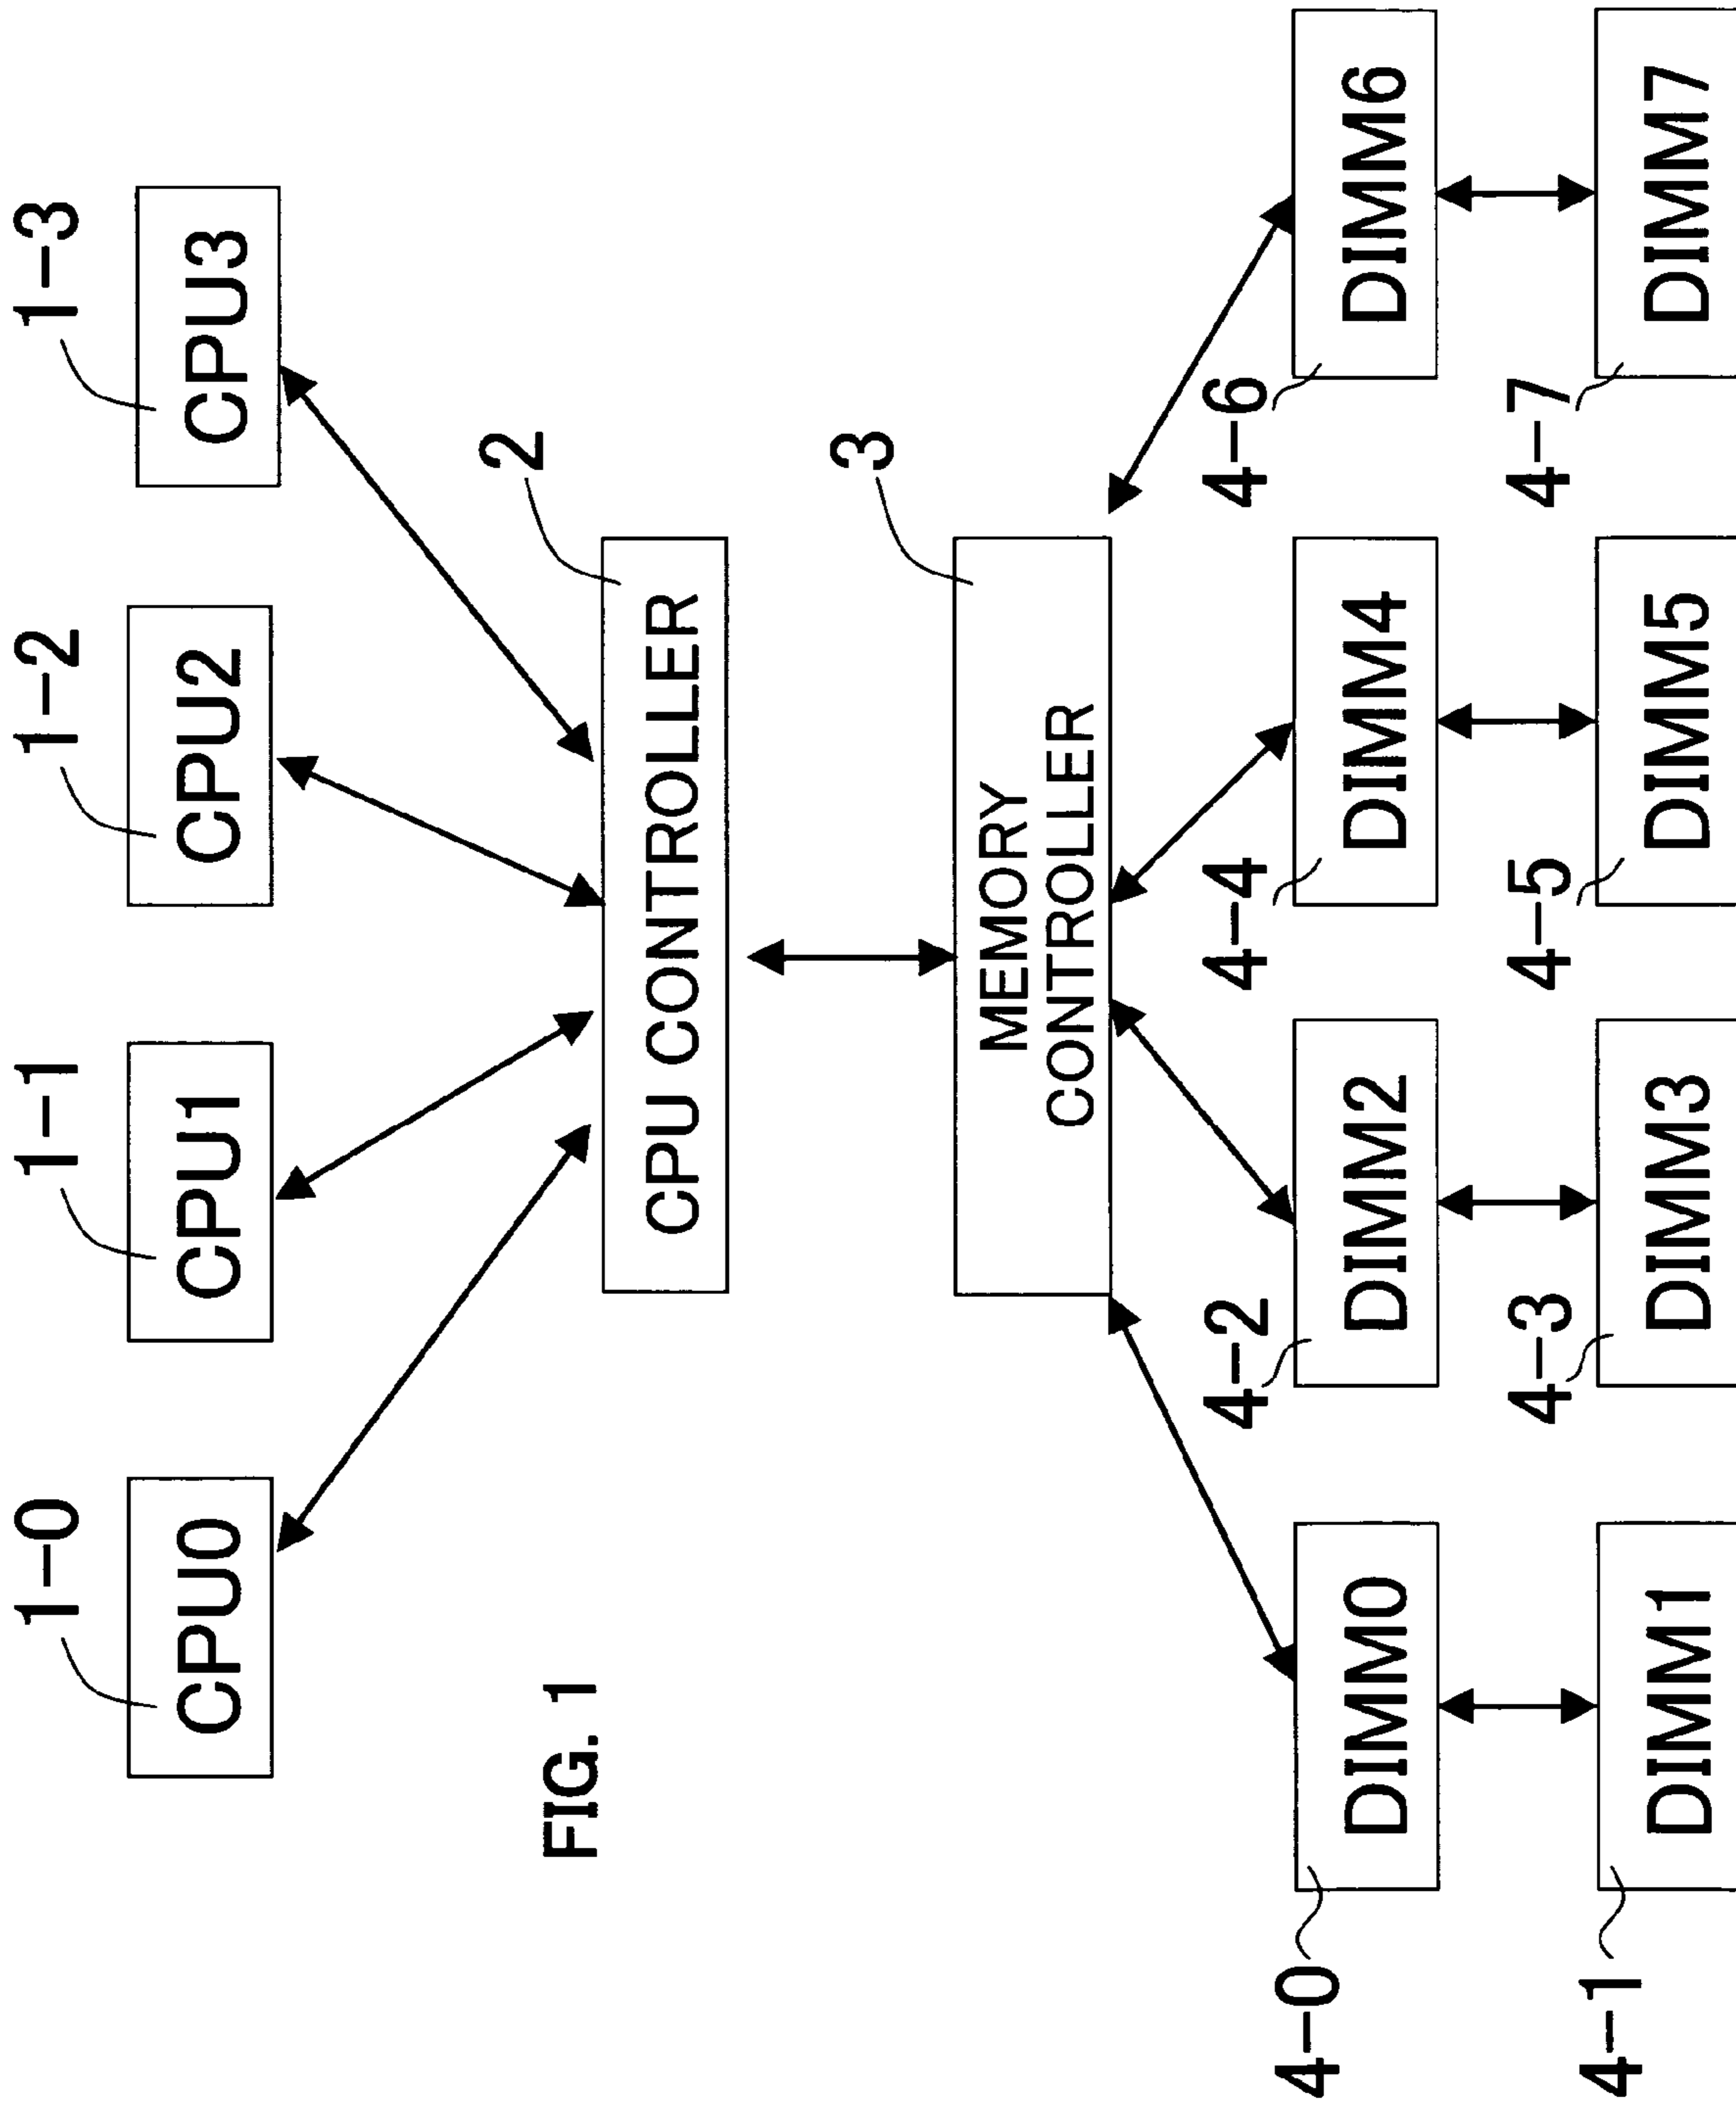 1-0
1-1
1-2
1-3
CPU0
CPU1
CPU2
CPU3
2
FIG. 1
CPU CONTROLLER
3
MEMORY
CONTROLLER
4-2
4-4
4-6
4-0
DIMM0
DIMM2
DIMM4
DIMM6
4-3
4-5
4-7
4-1
DIMM1
DIMM3
DIMM5
DIMM7